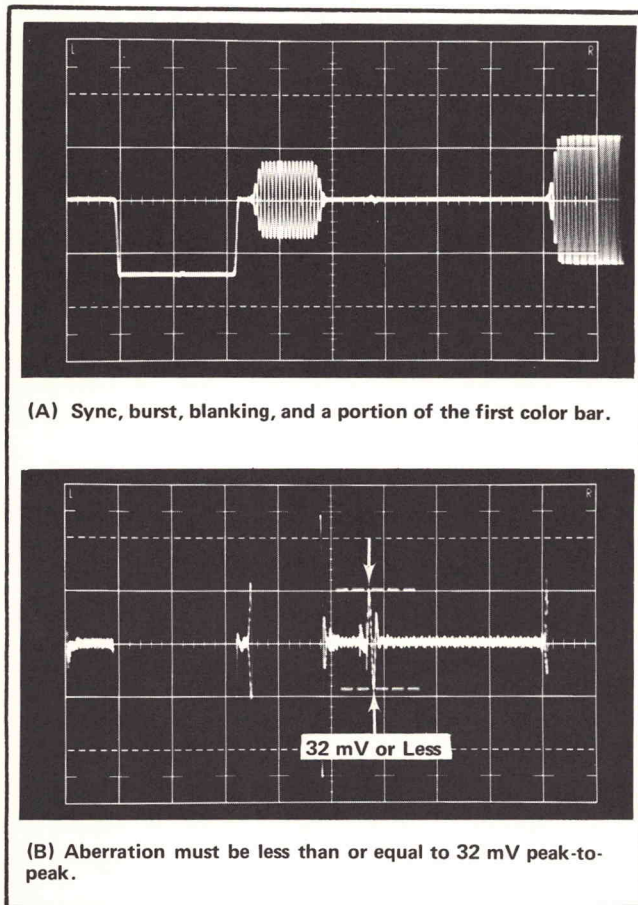 L R
(A) Sync, burst, blanking, and a portion of the first color bar.
L R
32 mV or Less
(B) Aberration must be less than or equal to 32 mV peak-to-
peak.